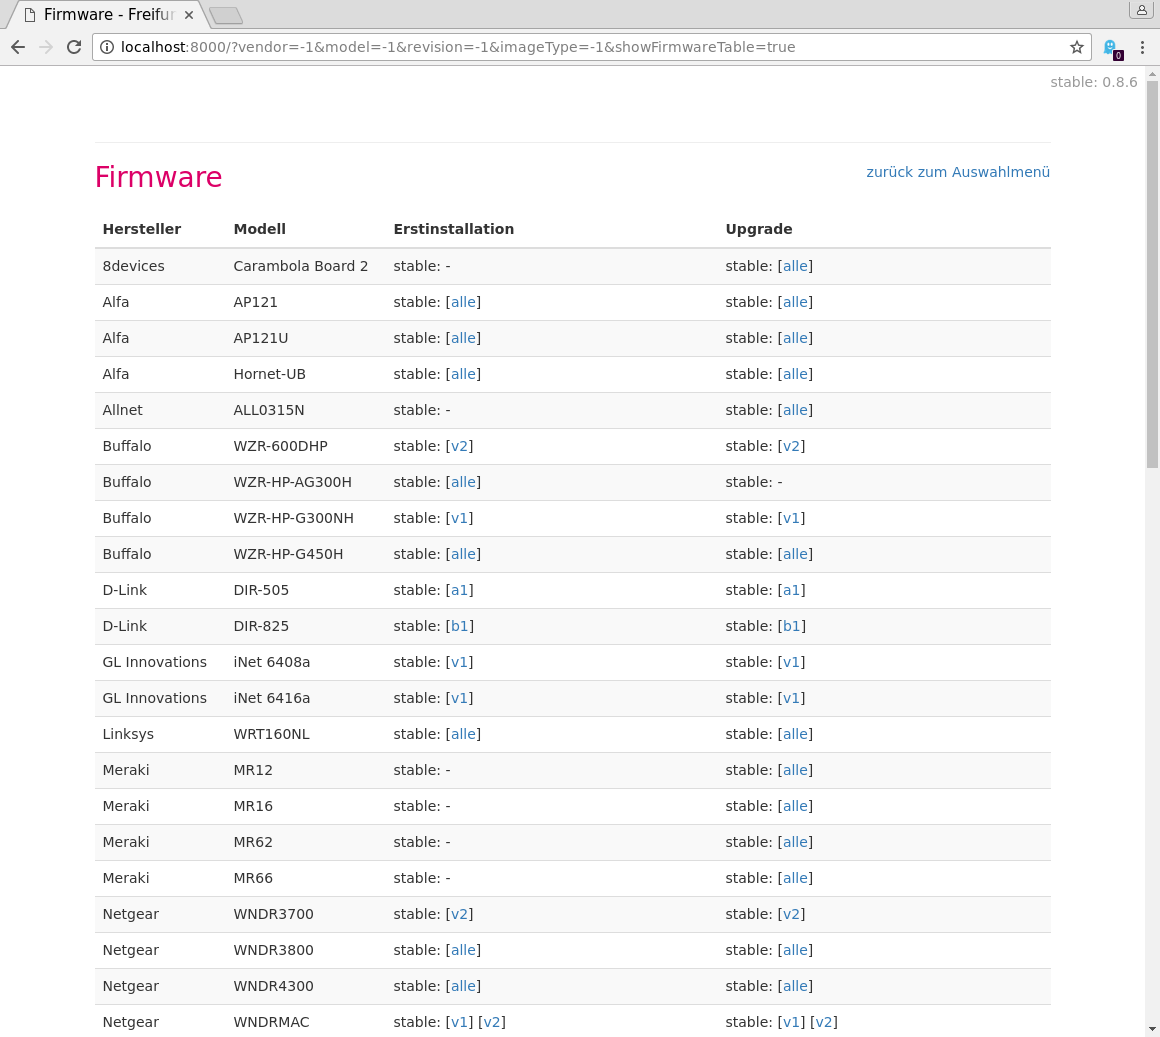 Firmware - Freifu
localhost:8000/?vendor=-1&model=-1&revision=-1&imageType=-1&showFirmwareTable=true
0
stable: 0.8.6
Firmware zurück zum Auswahlmenü
Hersteller Modell Erstinstallation Upgrade
8devices Carambola Board 2 stable: - stable: [alle]
Alfa AP121 stable: [alle] stable: [alle]
Alfa AP121U stable: [alle] stable: [alle]
Alfa Hornet-UB stable: [alle] stable: [alle]
Allnet ALL0315N stable: - stable: [alle]
Buffalo WZR-600DHP stable: [v2] stable: [v2]
Buffalo WZR-HP-AG300H stable: [alle] stable: -
Buffalo WZR-HP-G300NH stable: [v1] stable: [v1]
Buffalo WZR-HP-G450H stable: [alle] stable: [alle]
D-Link DIR-505 stable: [a1] stable: [a1]
D-Link DIR-825 stable: [b1] stable: [b1]
GL Innovations iNet 6408a stable: [v1] stable: [v1]
GL Innovations iNet 6416a stable: [v1] stable: [v1]
Linksys WRT160NL stable: [alle] stable: [alle]
Meraki MR12 stable: - stable: [alle]
Meraki MR16 stable: - stable: [alle]
Meraki MR62 stable: - stable: [alle]
Meraki MR66 stable: - stable: [alle]
Netgear WNDR3700 stable: [v2] stable: [v2]
Netgear WNDR3800 stable: [alle] stable: [alle]
Netgear WNDR4300 stable: [alle] stable: [alle]
Netgear WNDRMAC stable: [v1] [v2] stable: [v1] [v2]